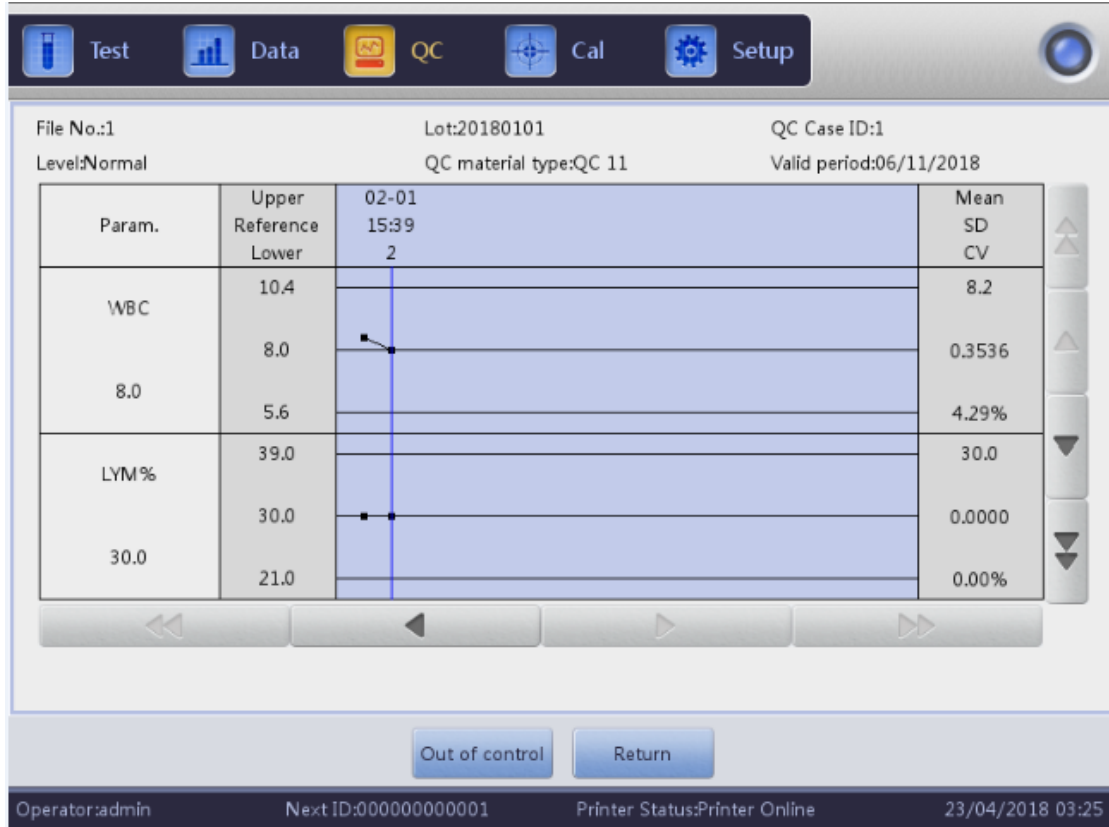 Test Data QC Cal Setup
File No.:1 Lot:20180101 QC Case ID:1
Level:Normal QC material type:QC 11 Valid period:06/11/2018
Param.
Upper
Reference
Lower
02-01
15:39
2
Mean
SD
CV
WBC
8.0
10.4
8.0
5.6
8.2
0.3536
4.29%
LYM%
30.0
39.0
30.0
21.0
30.0
0.0000
0.00%
Out of control Return
Operator:admin Next ID:000000000001 Printer Status:Printer Online 23/04/2018 03:25